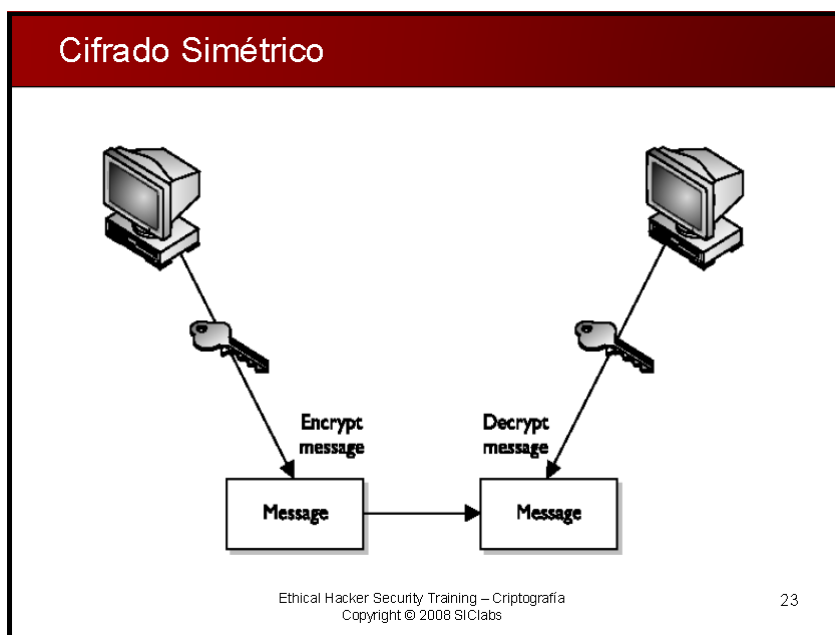 Cifrado Simétrico
Encrypt
message
Decrypt
message
Message
Message
Ethical Hacker Security Training – Criptografía
Copyright © 2008 SIClabs
23